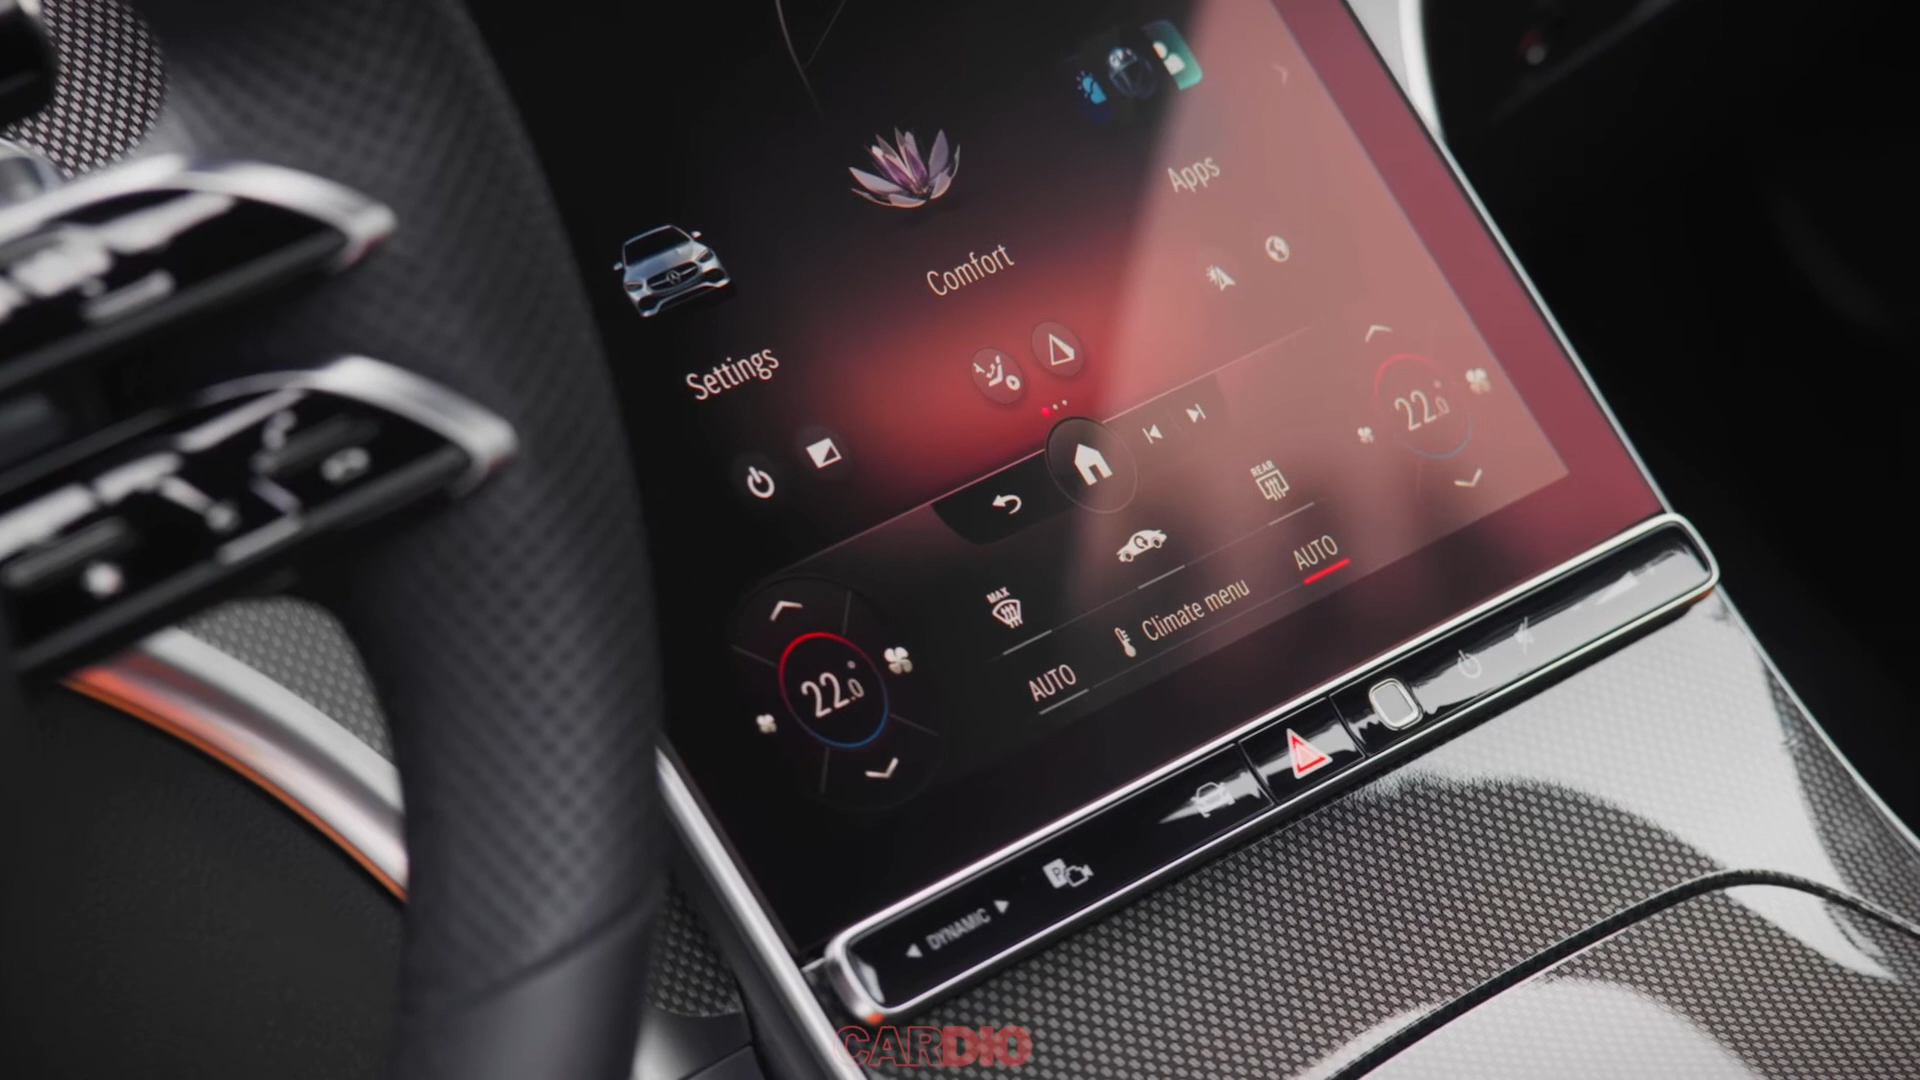 Apps
Comfort
Settings
22.0°
REAR
MAX
AUTO
Climate menu
AUTO
22.0°
P
DYNAMIC
CARDIO